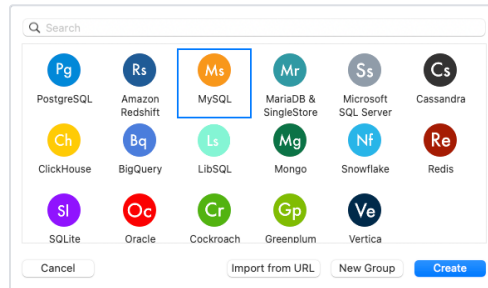 Search
Pg Rs Ms Mr Ss Cs
PostgreSQL Amazon Redshift MySQL MariaDB & SingleStore Microsoft SQL Server Cassandra
Ch Bq Ls Mg Nf Re
ClickHouse BigQuery LibSQL Mongo Snowflake Redis
Sl Oc Cr Gp Ve
SQLite Oracle Cockroach Greenplum Vertica
Cancel Import from URL New Group Create